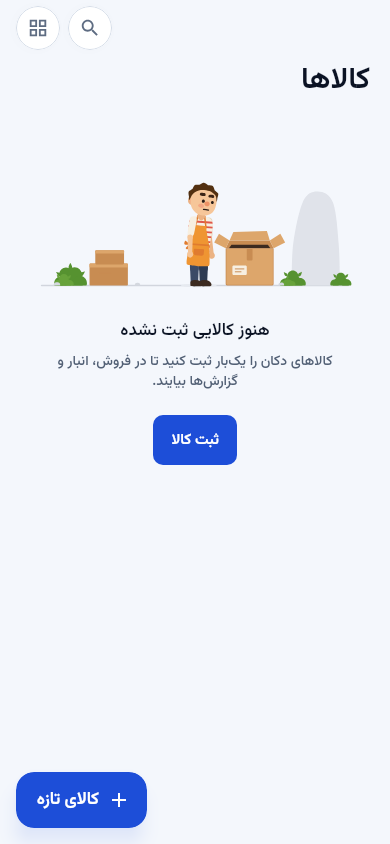 کالاها
هنوز کالایی ثبت نشده
کالاهای دکان را یک‌بار ثبت کنید تا در فروش، انبار و
گزارش‌ها بیایند.
ثبت کالا
کالای تازه